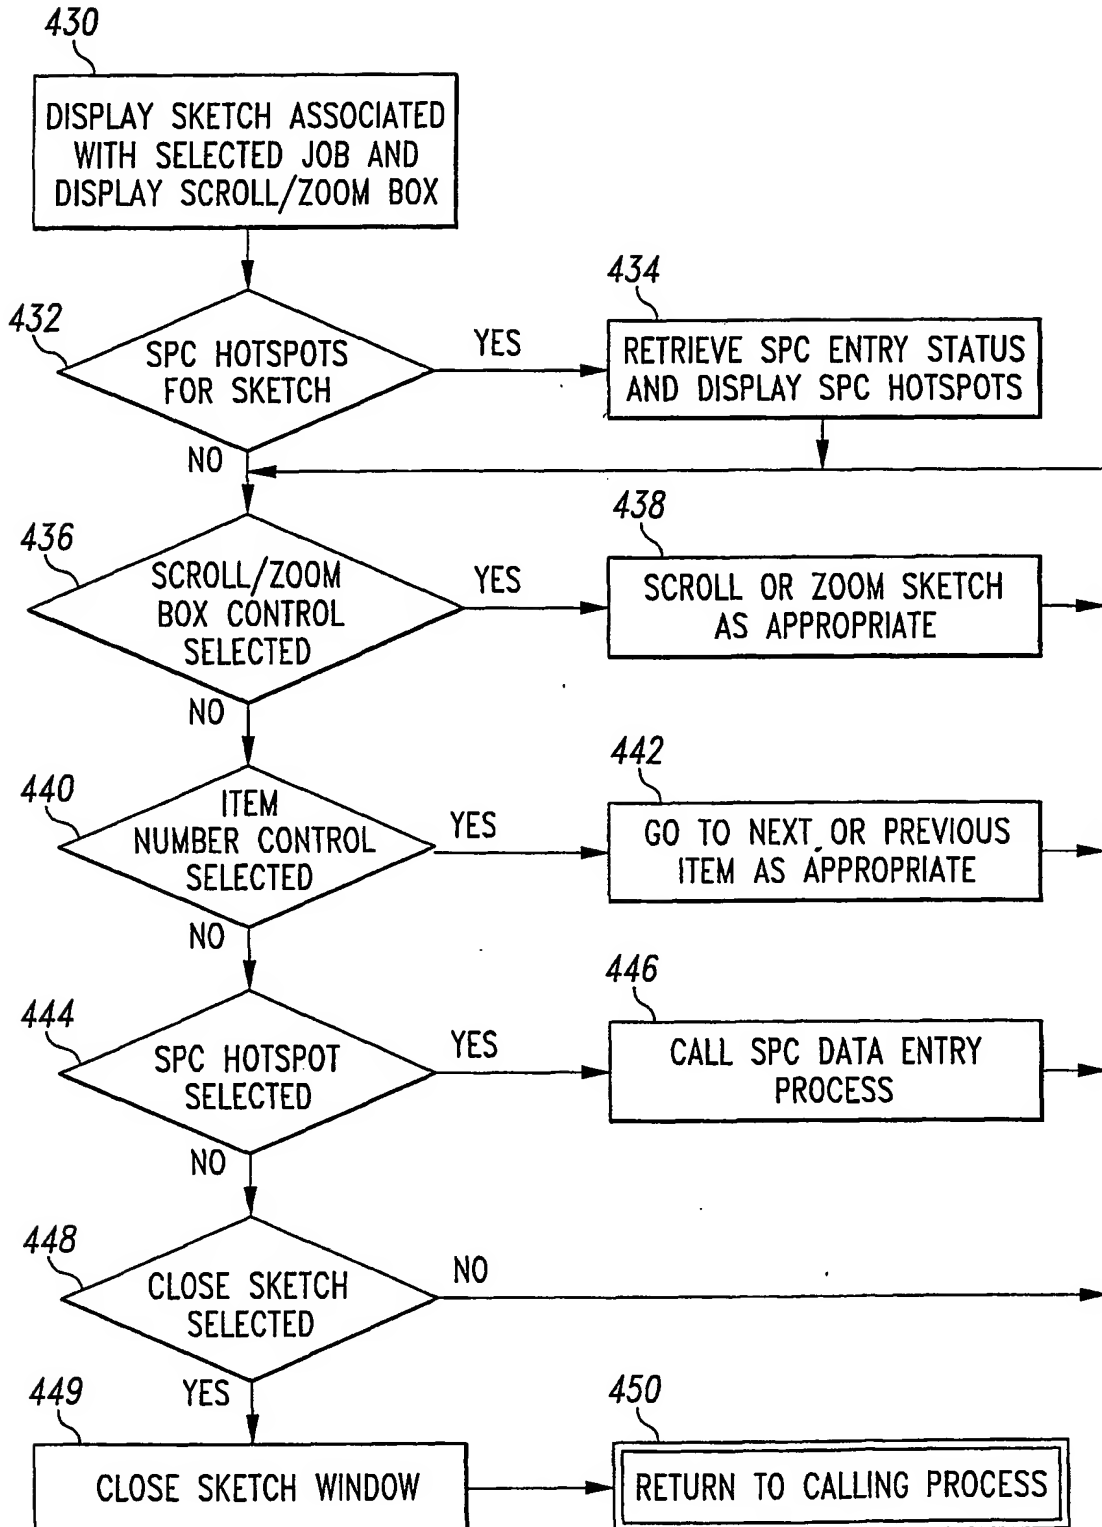 430
DISPLAY SKETCH ASSOCIATED
WITH SELECTED JOB AND
DISPLAY SCROLL/ZOOM BOX
432
SPC HOTSPOTS
FOR SKETCH
YES
NO
434
RETRIEVE SPC ENTRY STATUS
AND DISPLAY SPC HOTSPOTS
436
SCROLL/ZOOM
BOX CONTROL
SELECTED
YES
NO
438
SCROLL OR ZOOM SKETCH
AS APPROPRIATE
440
ITEM
NUMBER CONTROL
SELECTED
YES
NO
442
GO TO NEXT OR PREVIOUS
ITEM AS APPROPRIATE
444
SPC HOTSPOT
SELECTED
YES
NO
446
CALL SPC DATA ENTRY
PROCESS
448
CLOSE SKETCH
SELECTED
NO
YES
449
CLOSE SKETCH WINDOW
450
RETURN TO CALLING PROCESS